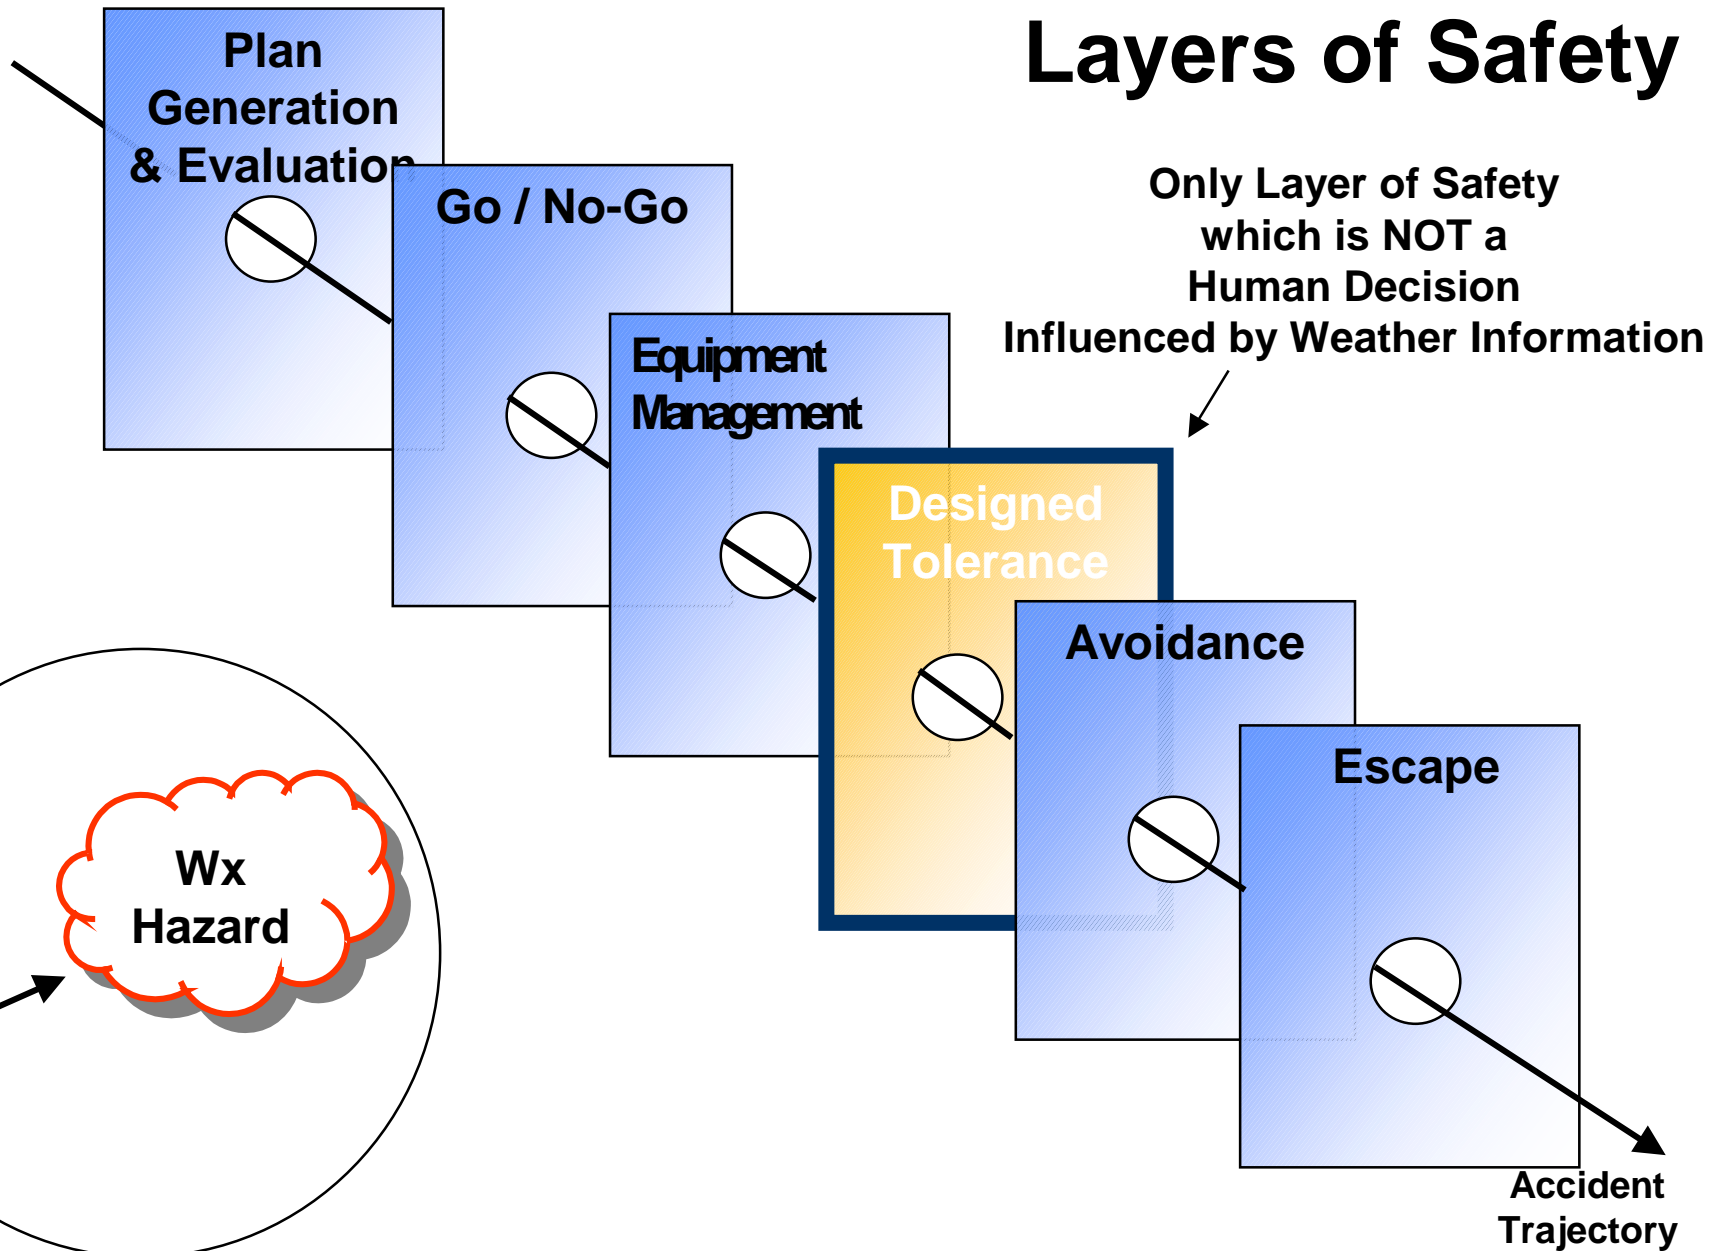 Layers of Safety
Plan
Generation
& Evaluation
Go / No-Go
Only Layer of Safety
which is NOT a
Human Decision
Influenced by Weather Information
Equipment
Management
Designed
Tolerance
Avoidance
Escape
Wx
Hazard
Accident
Trajectory